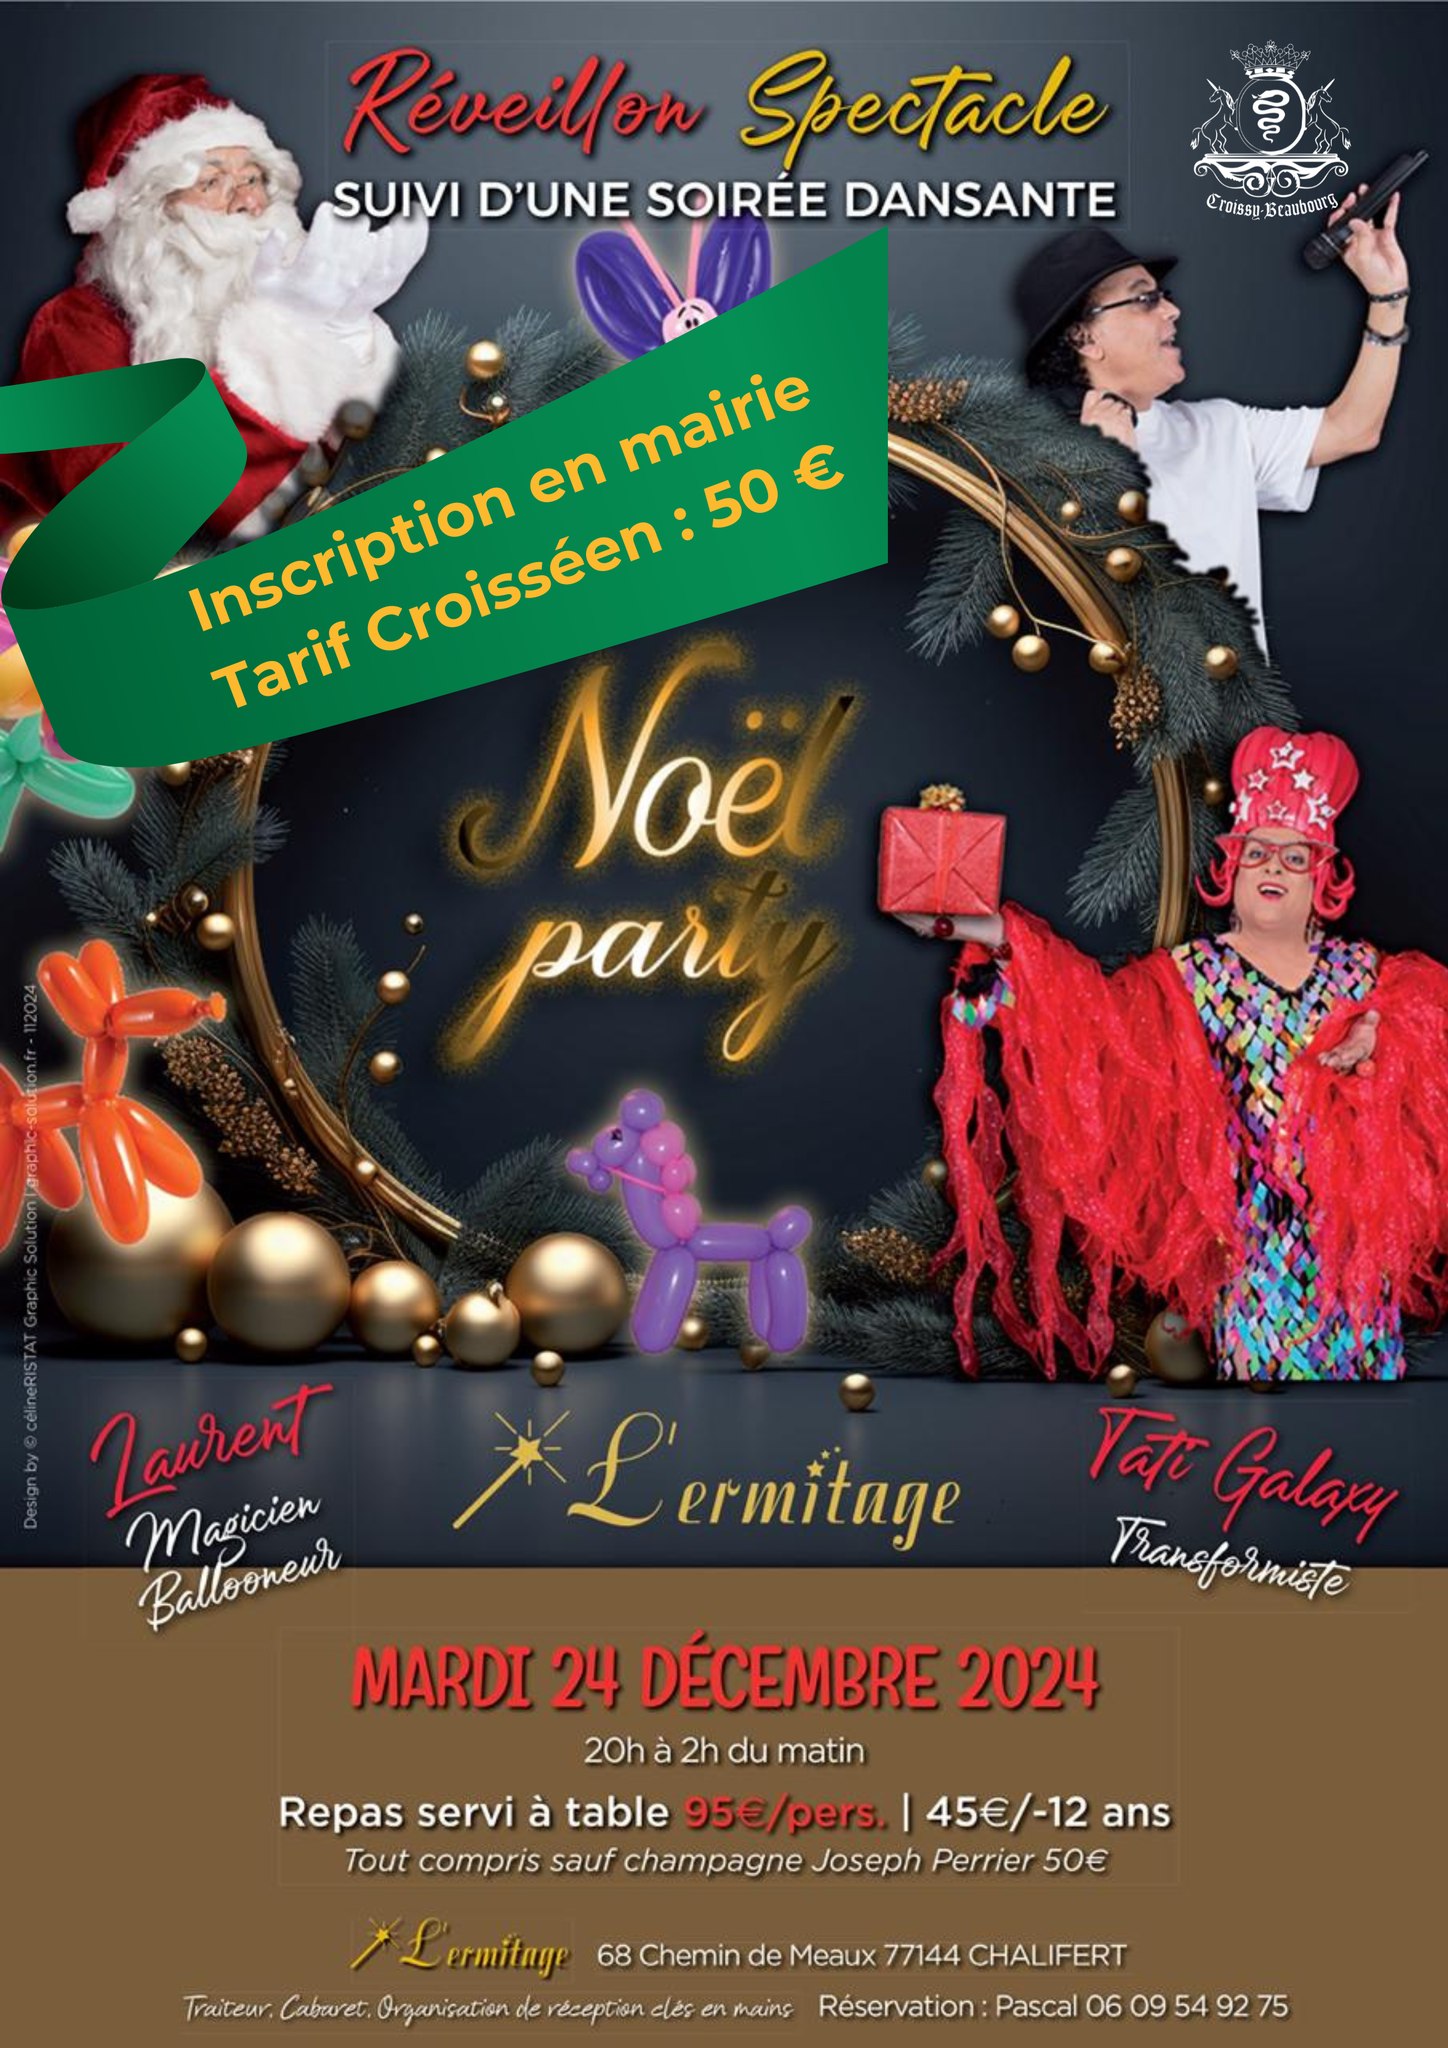 Réveillon Spectacle
SUIVI D'UNE SOIRÉE DANSANTE
Croissy-Beaubourg
Inscription en mairie
Tarif Croisséen : 50 €
Noël
party
Design by © célineRISTAT Graphic Solution | graphic-solution.fr - 112024
Laurent
Magicien
Ballooneur
L'ermitage
Tati Galaxy
Transformiste
MARDI 24 DÉCEMBRE 2024
20h à 2h du matin
Repas servi à table 95€/pers. | 45€/-12 ans
Tout compris sauf champagne Joseph Perrier 50€
L'ermitage 68 Chemin de Meaux 77144 CHALIFERT
Traiteur, Cabaret, Organisation de réception clés en mains Réservation : Pascal 06 09 54 92 75